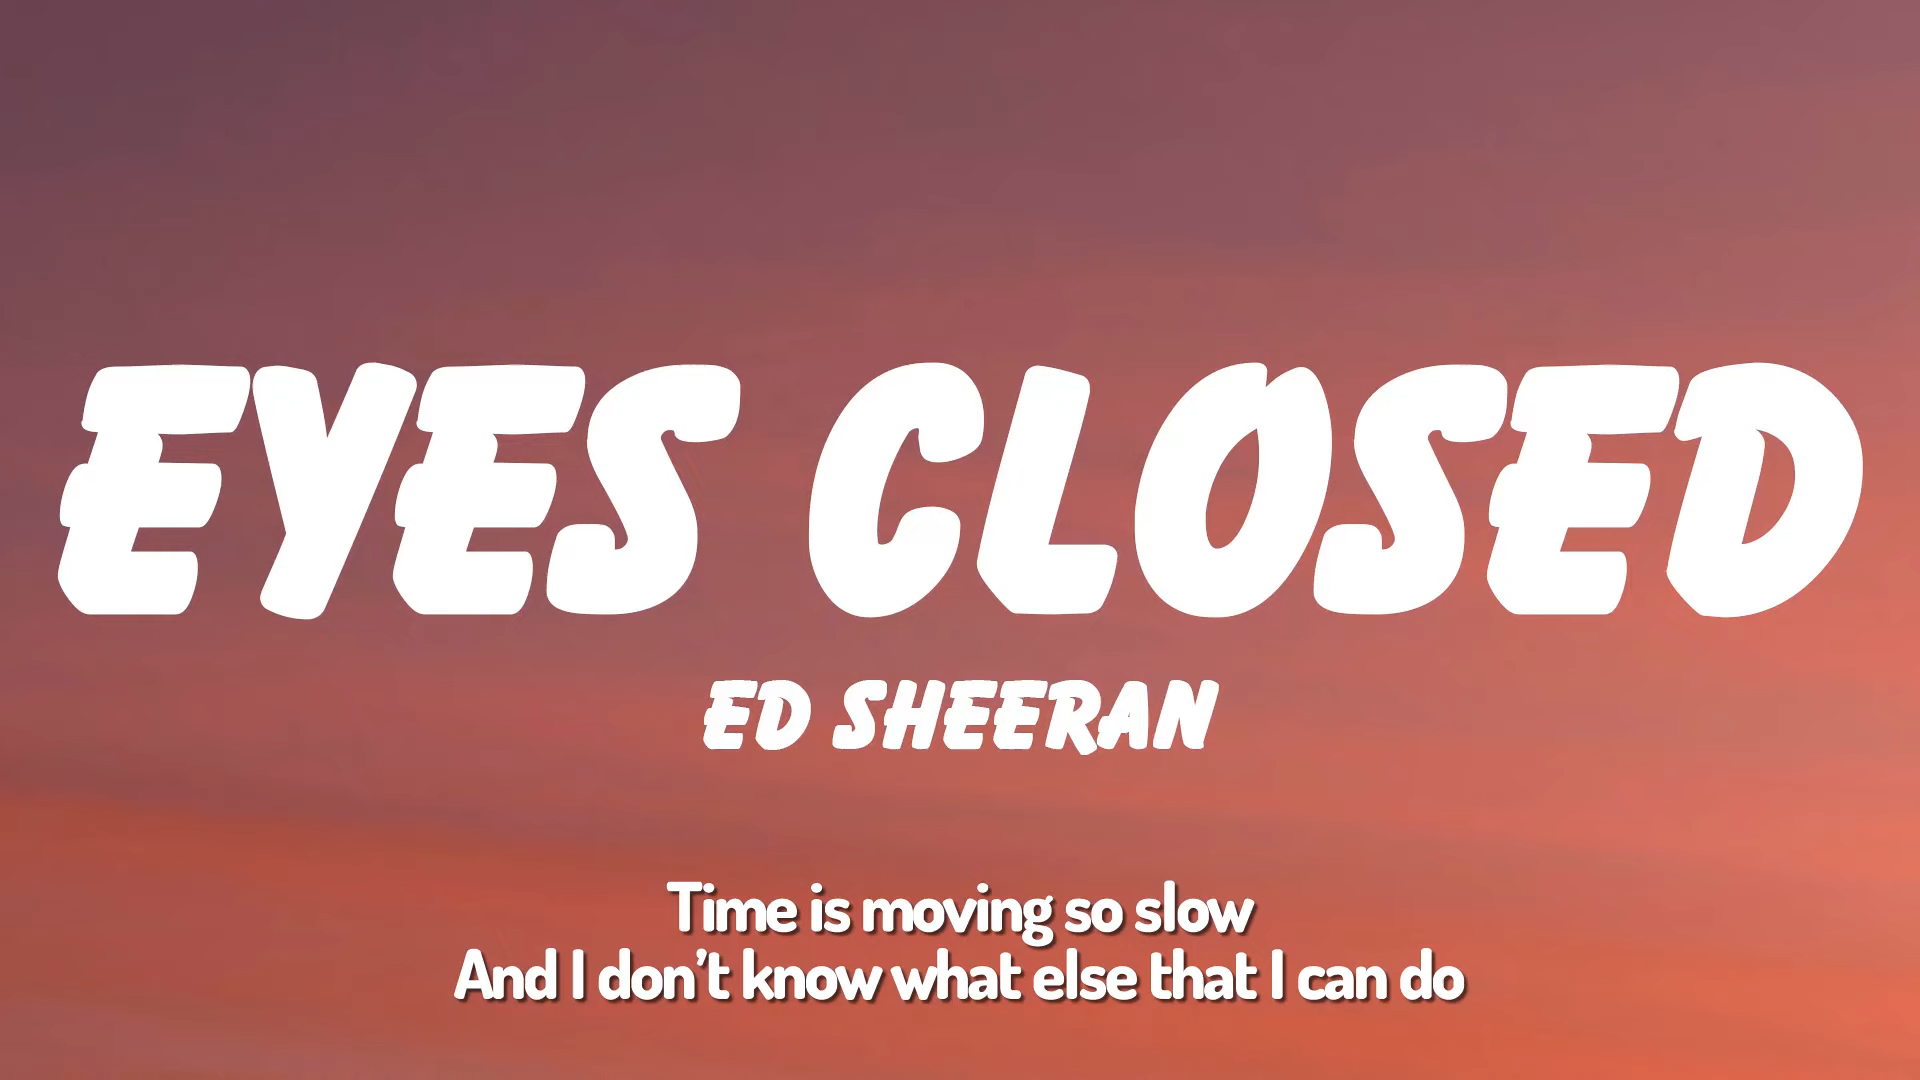 EYES CLOSED
ED SHEERAN
Time is moving so slow
And I don't know what else that I can do